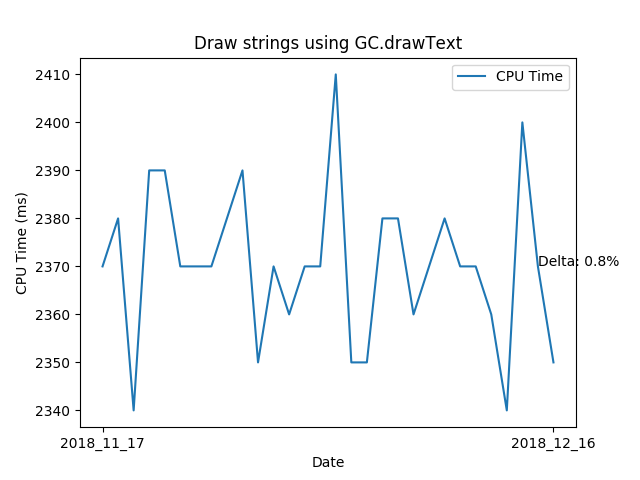 Draw strings using GC.drawText
CPU Time
2410
2400
2390
2380
2370
2360
2350
2340
CPU Time (ms)
Delta: 0.8%
2018_11_17
2018_12_16
Date